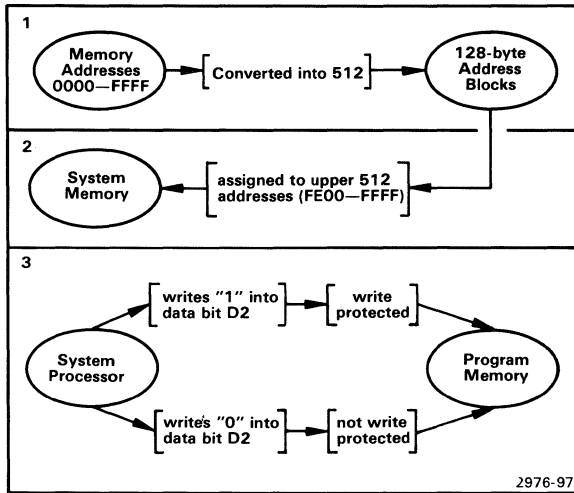 1
Memory
Addresses
0000—FFFF
Converted into 512
128-byte
Address
Blocks
2
System
Memory
assigned to upper 512
addresses (FE00—FFFF)
3
writes "1" into
data bit D2
write
protected
System
Processor
Program
Memory
writes "0" into
data bit D2
not write
protected
2976-97